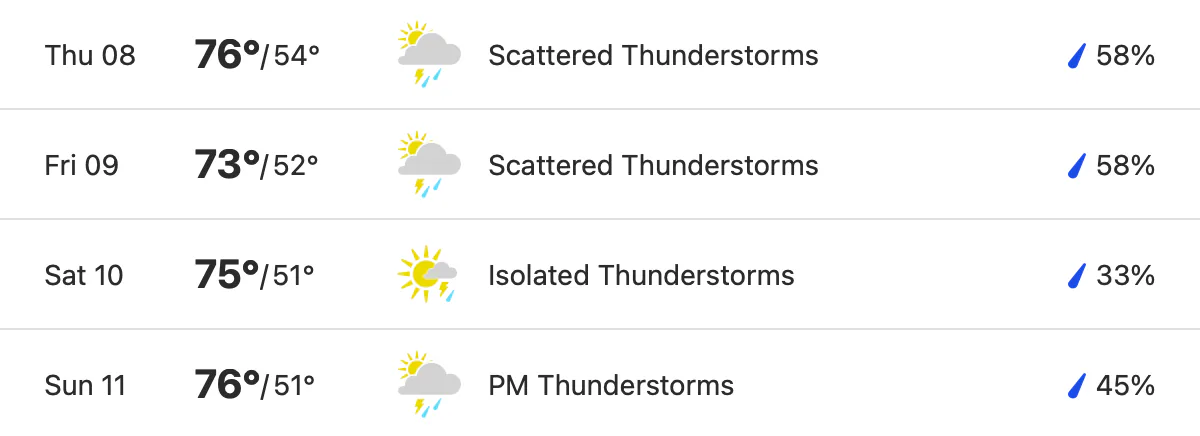 Thu 08 76°/54° Scattered Thunderstorms 58%
Fri 09 73°/52° Scattered Thunderstorms 58%
Sat 10 75°/51° Isolated Thunderstorms 33%
Sun 11 76°/51° PM Thunderstorms 45%